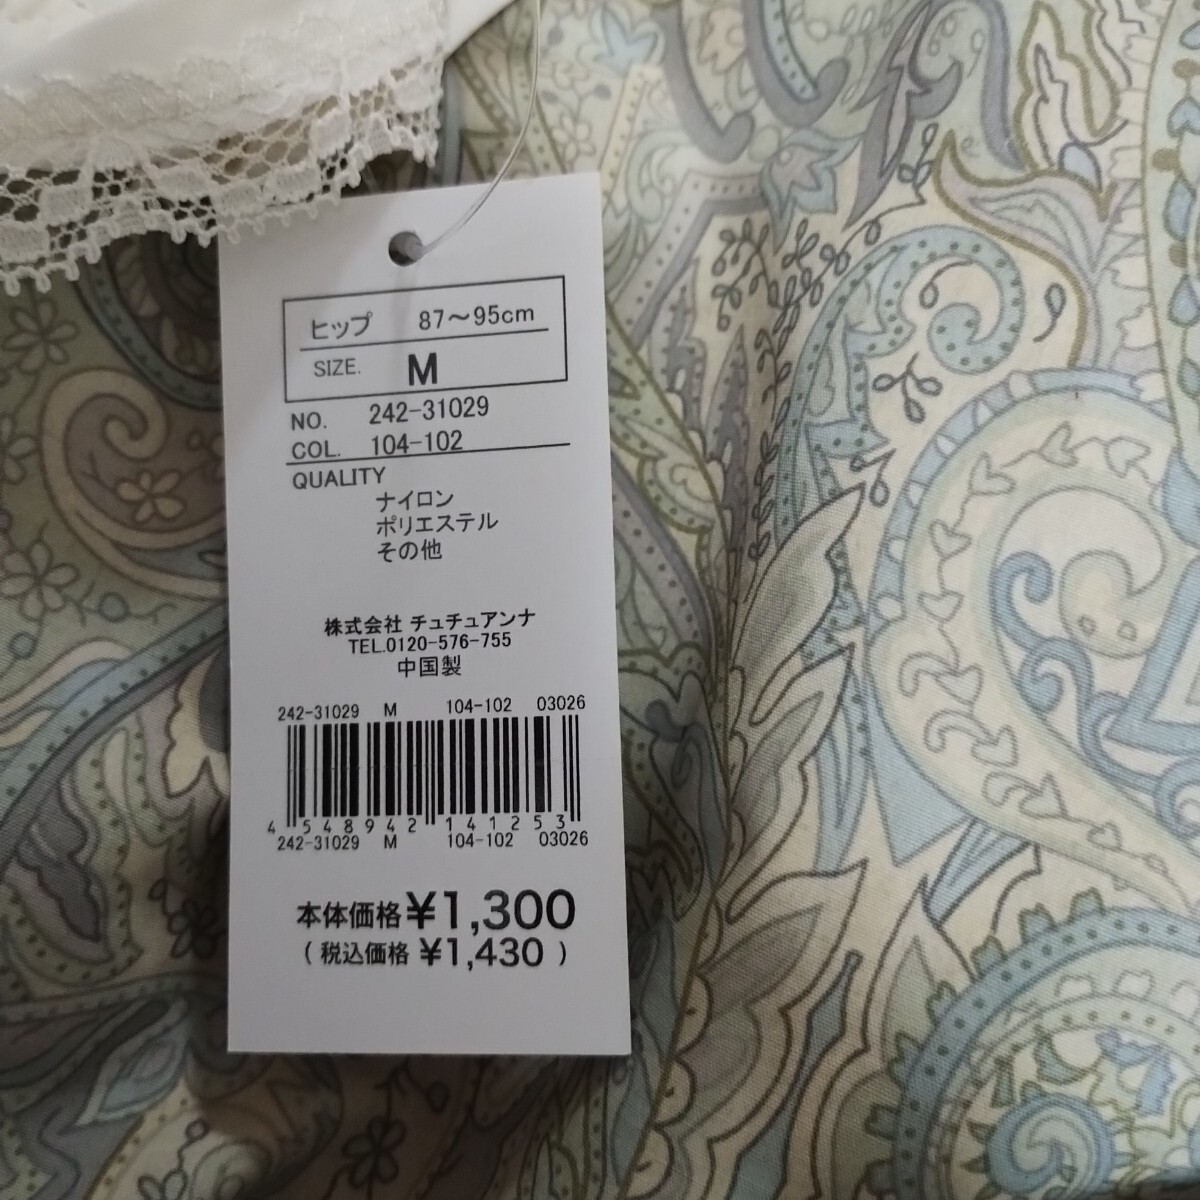 ヒップ 87〜95cm
SIZE. M
NO. 242-31029
COL. 104-102
QUALITY
ナイロン
ポリエステル
その他
株式会社 チュチュアンナ
TEL.0120-576-755
中国製
242-31029 M 104-102 03026
4 548942 141253
242-31029 M 104-102 03026
本体価格 ¥1,300
( 税込価格 ¥1,430 )